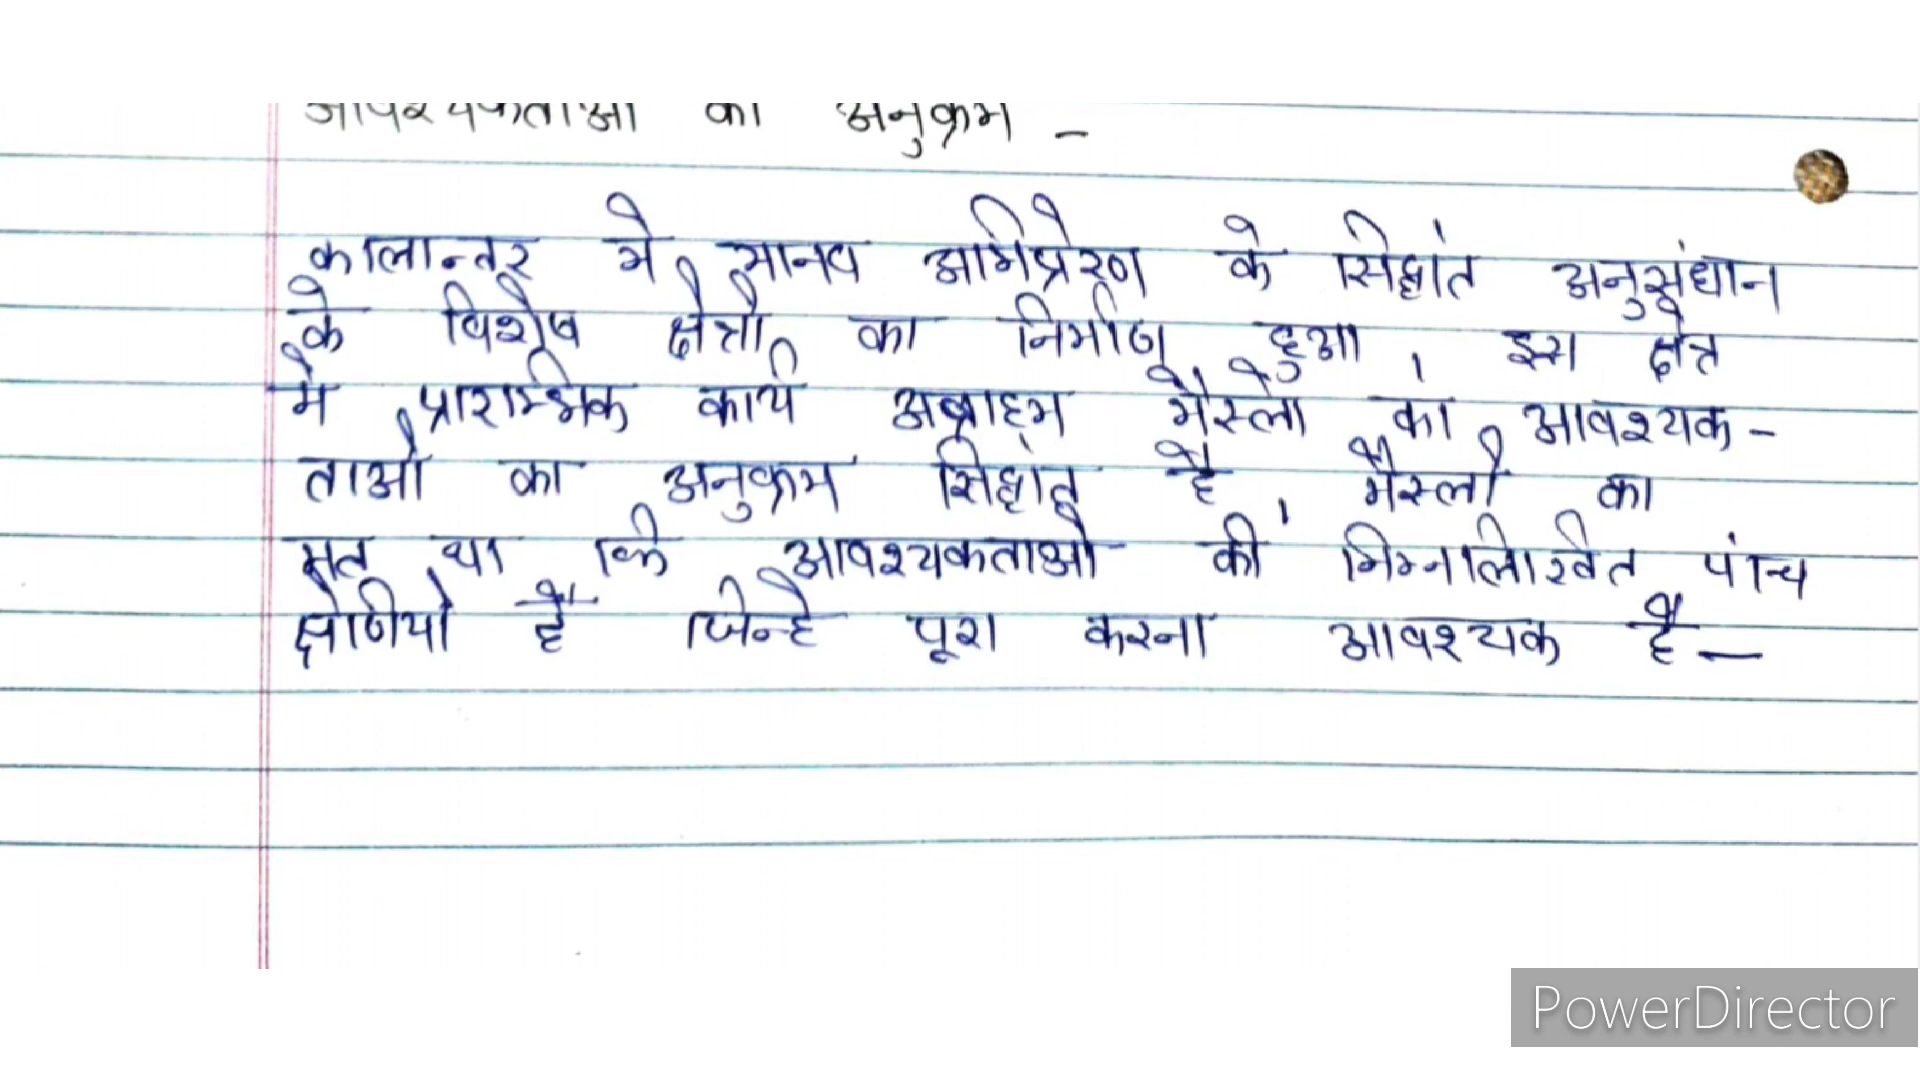 आवश्यकताओ का अनुक्रम -
कालान्तर मे मानव अभिप्रेरण के सिद्धांत अनुसंधान
के विशेष क्षेत्रो का निर्माण हुआ , इस क्षेत्र
मे प्रारम्भिक कार्य अब्राहम मैस्लो का आवश्यक -
ताओ का अनुक्रम सिद्धांत है , मैस्लो का
मत था कि आवश्यकताओ की निम्नलिखित पांच
श्रेणीयो हैं जिन्हे पूरा करना आवश्यक है —
PowerDirector